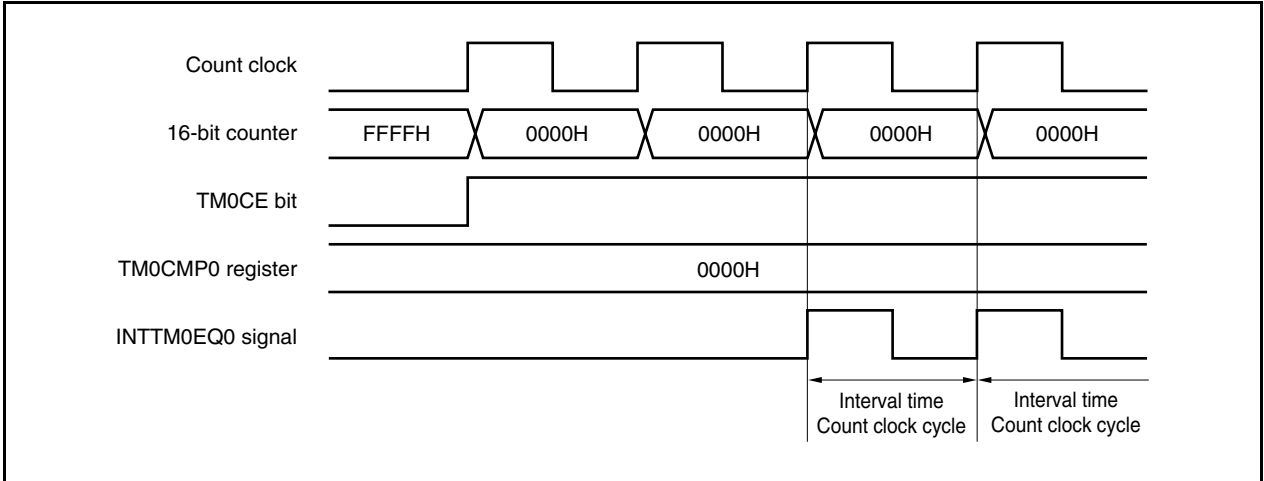 Count clock
16-bit counter
FFFFH
0000H
0000H
0000H
0000H
TM0CE bit
TM0CMP0 register
0000H
INTTM0EQ0 signal
Interval time
Count clock cycle
Interval time
Count clock cycle